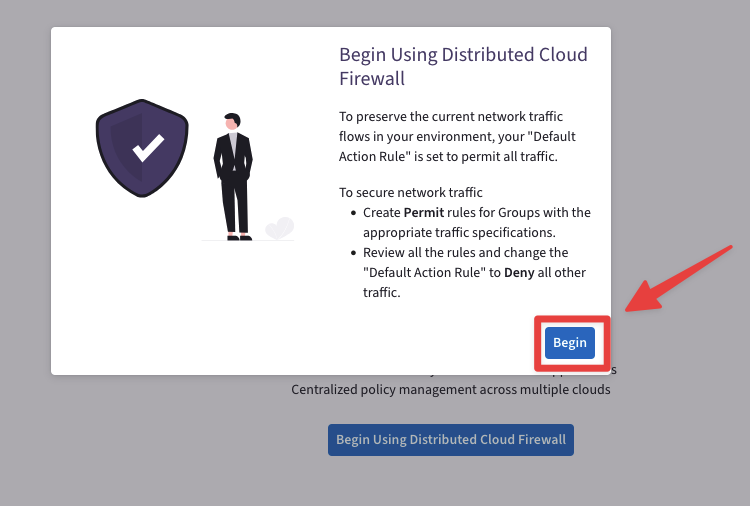 Begin Using Distributed Cloud
Firewall
To preserve the current network traffic
flows in your environment, your "Default
Action Rule" is set to permit all traffic.
To secure network traffic
• Create Permit rules for Groups with the
appropriate traffic specifications.
• Review all the rules and change the
"Default Action Rule" to Deny all other
traffic.
Begin
Centralized policy management across multiple clouds
Begin Using Distributed Cloud Firewall